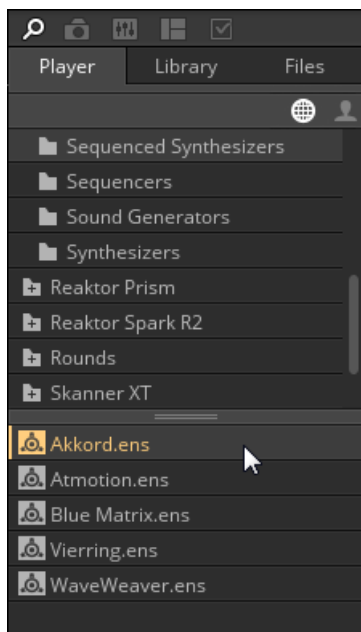 Player Library Files
Sequenced Synthesizers
Sequencers
Sound Generators
Synthesizers
Reaktor Prism
Reaktor Spark R2
Rounds
Skanner XT
Akkord.ens
Atmotion.ens
Blue Matrix.ens
Vierring.ens
WaveWeaver.ens